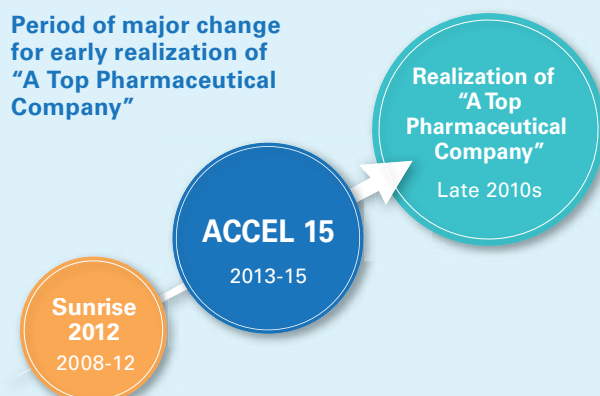 Period of major change
for early realization of
“A Top Pharmaceutical
Company”
Realization of
“A Top
Pharmaceutical
Company”
Late 2010s
ACCEL 15
2013-15
Sunrise
2012
2008-12